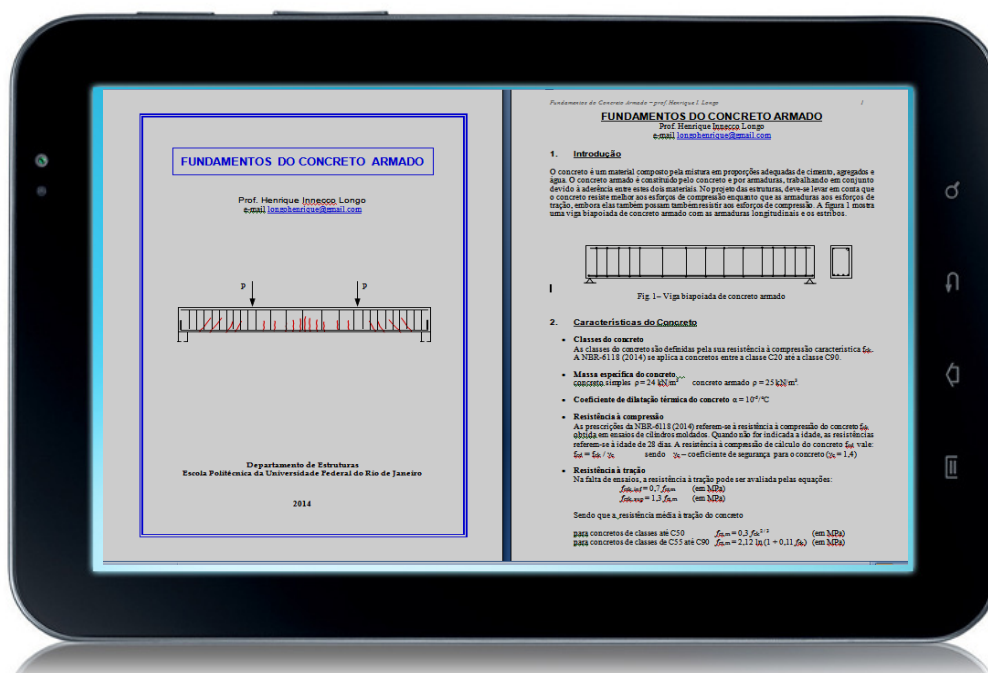 FUNDAMENTOS DO CONCRETO ARMADO
Prof. Henrique Innecco Longo
e-mail longohenrique@gmail.com
P P
Departamento de Estruturas
Escola Politécnica da Universidade Federal do Rio de Janeiro
2014
Fundamentos do Concreto Armado – prof Henrique I. Longo 1
FUNDAMENTOS DO CONCRETO ARMADO
Prof. Henrique Innecco Longo
e-mail longohenrique@gmail.com
1. Introdução
O concreto é um material composto pela mistura em proporções adequadas de cimento, agregados e
água. O concreto armado é constituído pelo concreto e por armaduras, trabalhando em conjunto
devido à aderência entre estes dois materiais. No projeto das estruturas, deve-se levar em conta que
o concreto resiste melhor aos esforços de compressão enquanto que as armaduras aos esforços de
tração, embora elas também possam também resistir aos esforços de compressão. A figura 1 mostra
uma viga biapoiada de concreto armado com as armaduras longitudinais e os estribos.
Fig. 1– Viga biapoiada de concreto armado
2. Características do Concreto
• Classes do concreto
As classes do concreto são definidas pela sua resistência à compressão característica fck.
A NBR-6118 (2014) se aplica a concretos entre a classe C20 até a classe C90.
• Massa específica do concreto
concreto simples ρ = 24 kN/m³ concreto armado ρ = 25 kN/m³
• Coeficiente de dilatação térmica do concreto α = 10⁻⁵/°C
• Resistência à compressão
As prescrições da NBR-6118 (2014) referem-se à resistência à compressão do concreto fck
obtida em ensaios de cilindros moldados. Quando não for indicada a idade, as resistências
referem-se à idade de 28 dias. A resistência à compressão de cálculo do concreto fcd vale:
fcd = fck / γc sendo γc – coeficiente de segurança para o concreto (γc = 1,4)
• Resistência à tração
Na falta de ensaios, a resistência à tração pode ser avaliada pelas equações:
fctk,inf = 0,7 fct,m (em MPa)
fctk,sup = 1,3 fct,m (em MPa)
Sendo que a resistência média à tração do concreto
para concretos de classes até C50 fct,m = 0,3 fck²ᐟ³ (em MPa)
para concretos de classes de C55 até C90 fct,m = 2,12 ln (1 + 0,11 fck) (em MPa)